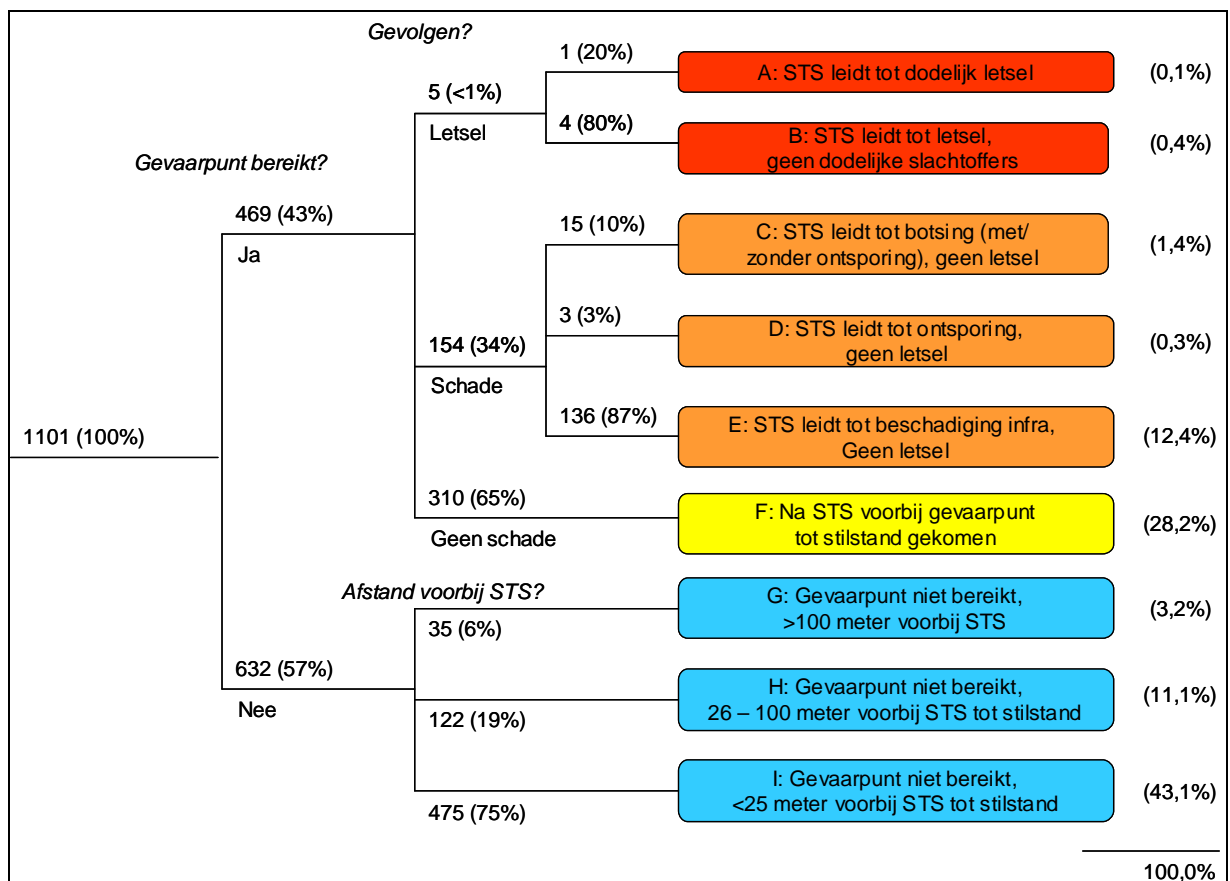 Gevolgen?
1 (20%)
A: STS leidt tot dodelijk letsel
(0,1%)
5 (<1%)
Letsel
4 (80%)
B: STS leidt tot letsel,
geen dodelijke slachtoffers
(0,4%)
Gevaarpunt bereikt?
469 (43%)
Ja
15 (10%)
C: STS leidt tot botsing (met/
zonder ontsporing), geen letsel
(1,4%)
3 (3%)
D: STS leidt tot ontsporing,
geen letsel
(0,3%)
154 (34%)
Schade
136 (87%)
E: STS leidt tot beschadiging infra,
Geen letsel
(12,4%)
1101 (100%)
310 (65%)
Geen schade
F: Na STS voorbij gevaarpunt
tot stilstand gekomen
(28,2%)
Afstand voorbij STS?
35 (6%)
G: Gevaarpunt niet bereikt,
>100 meter voorbij STS
(3,2%)
632 (57%)
Nee
122 (19%)
H: Gevaarpunt niet bereikt,
26 – 100 meter voorbij STS tot stilstand
(11,1%)
475 (75%)
I: Gevaarpunt niet bereikt,
<25 meter voorbij STS tot stilstand
(43,1%)
100,0%